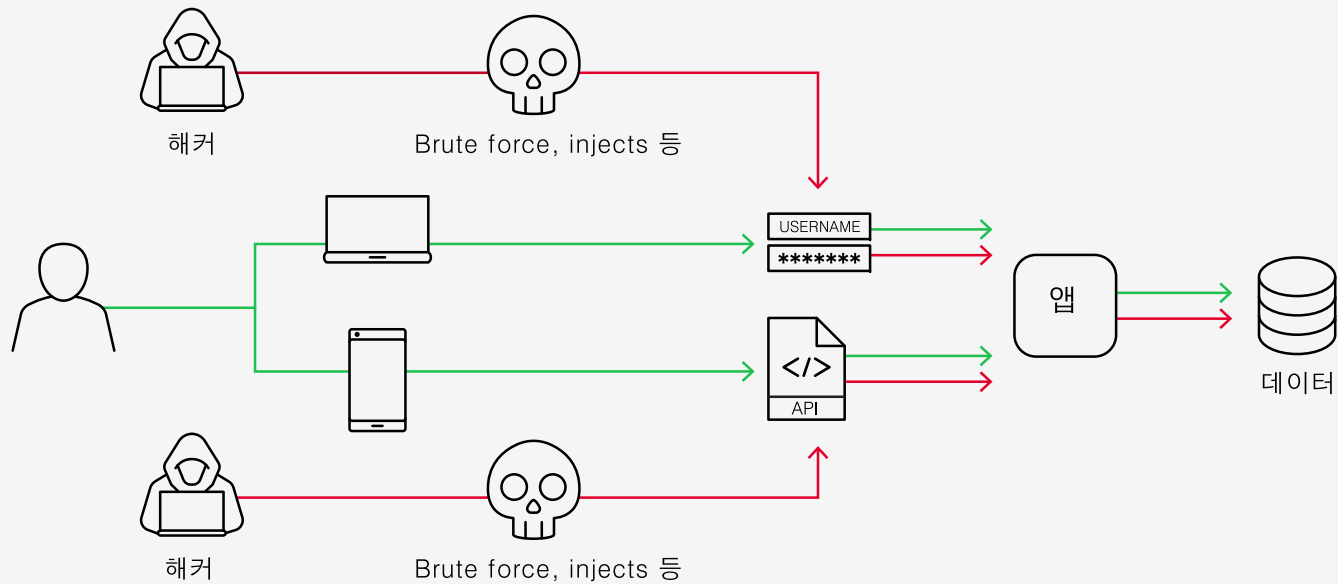 해커
Brute force, injects 등
USERNAME
*******
앱
</>
API
데이터
해커
Brute force, injects 등